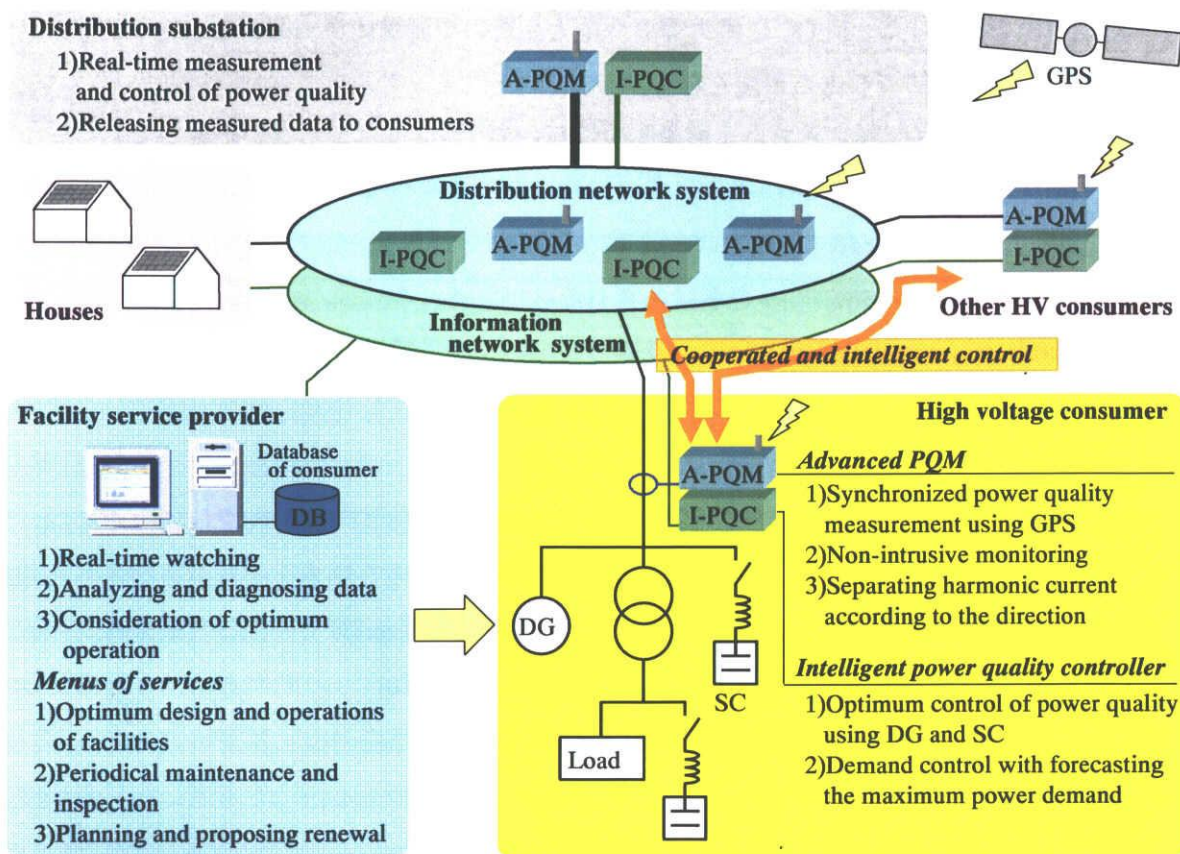 Distribution substation
1)Real-time measurement
and control of power quality
2)Releasing measured data to consumers
A-PQM
I-PQC
GPS
Distribution network system
A-PQM
A-PQM
I-PQC
I-PQC
A-PQM
I-PQC
Houses
Other HV consumers
Information
network system
Cooperated and intelligent control
Facility service provider
Database
of consumer
DB
1)Real-time watching
2)Analyzing and diagnosing data
3)Consideration of optimum
operation
Menus of services
1)Optimum design and operations
of facilities
2)Periodical maintenance and
inspection
3)Planning and proposing renewal
High voltage consumer
A-PQM
I-PQC
DG
SC
Load
Advanced PQM
1)Synchronized power quality
measurement using GPS
2)Non-intrusive monitoring
3)Separating harmonic current
according to the direction
Intelligent power quality controller
1)Optimum control of power quality
using DG and SC
2)Demand control with forecasting
the maximum power demand